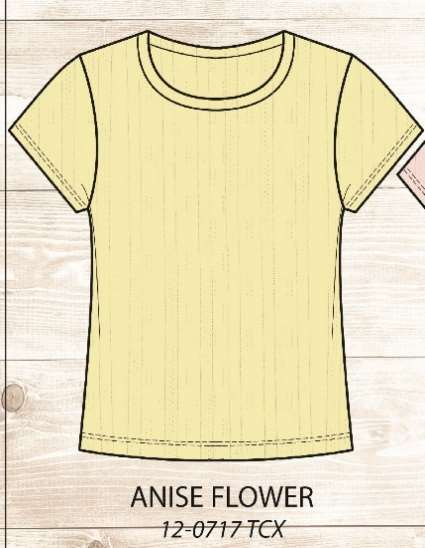 ANISE FLOWER
12-0717 TCX